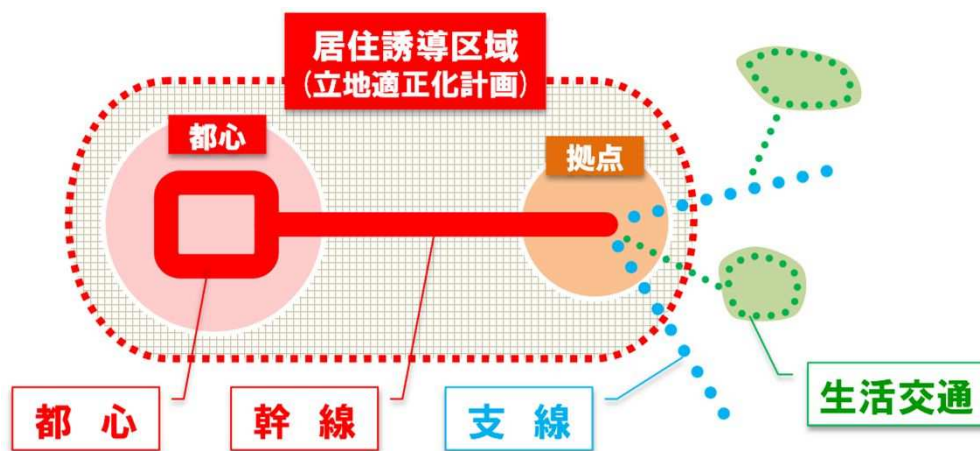 居住誘導区域
(立地適正化計画)
都心
拠点
都心
幹線
支線
生活交通